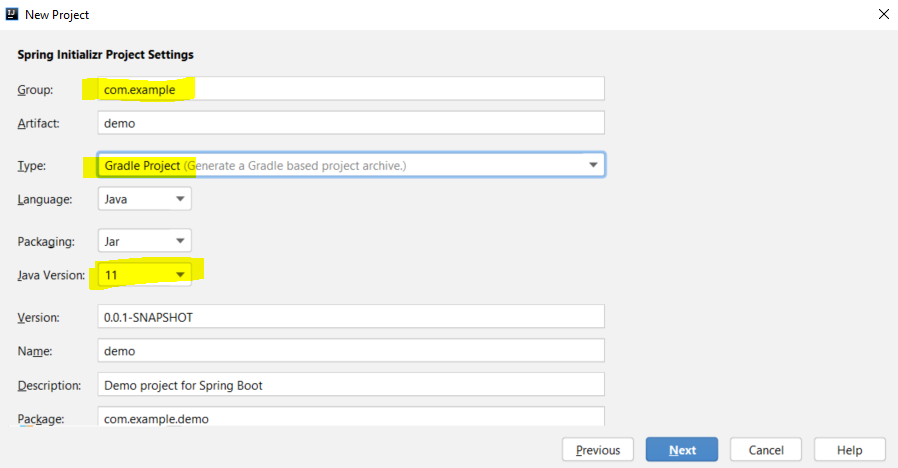 IJ New Project
Spring Initializr Project Settings
Group: com.example
Artifact: demo
Type: Gradle Project (Generate a Gradle based project archive.)
Language: Java
Packaging: Jar
Java Version: 11
Version: 0.0.1-SNAPSHOT
Name: demo
Description: Demo project for Spring Boot
Package: com.example.demo
Previous Next Cancel Help